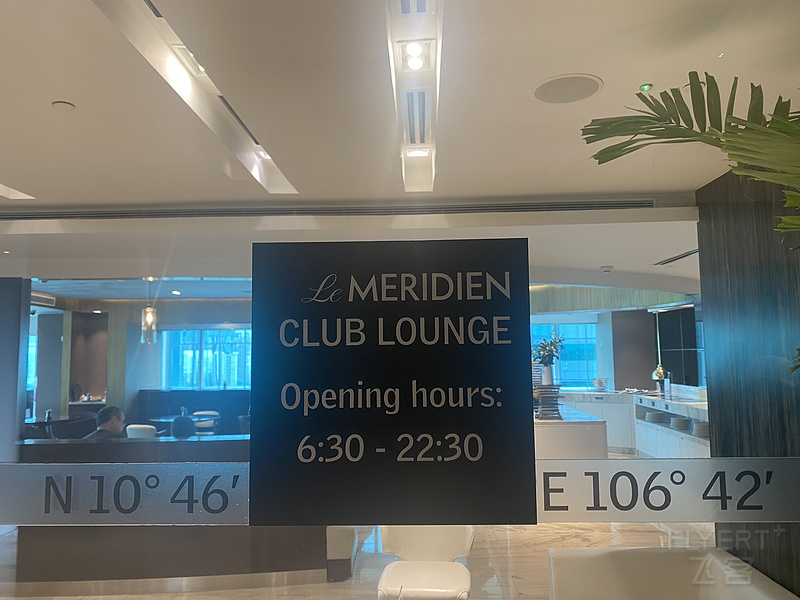 Le MERIDIEN
CLUB LOUNGE
Opening hours:
6:30 - 22:30
N 10° 46' E 106° 42'
FLYERT+
飞客